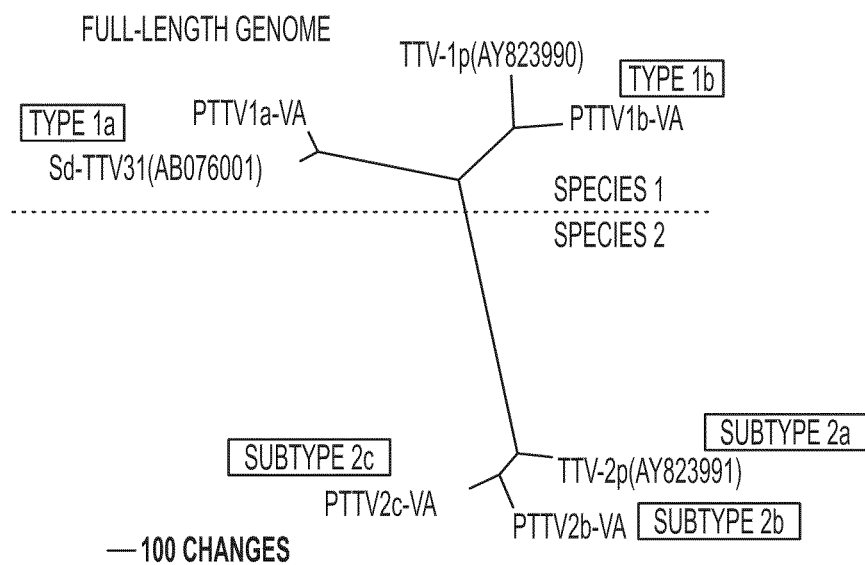 FULL-LENGTH GENOME
TTV-1p(AY823990)
TYPE 1b
TYPE 1a
PTTV1a-VA
PTTV1b-VA
Sd-TTV31(AB076001)
SPECIES 1
SPECIES 2
SUBTYPE 2a
SUBTYPE 2c
TTV-2p(AY823991)
PTTV2c-VA
PTTV2b-VA
SUBTYPE 2b
100 CHANGES